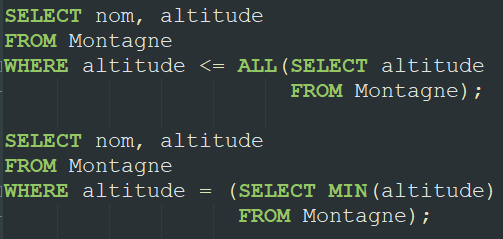 SELECT nom, altitude
FROM Montagne
WHERE altitude <= ALL(SELECT altitude
FROM Montagne);
SELECT nom, altitude
FROM Montagne
WHERE altitude = (SELECT MIN(altitude)
FROM Montagne);